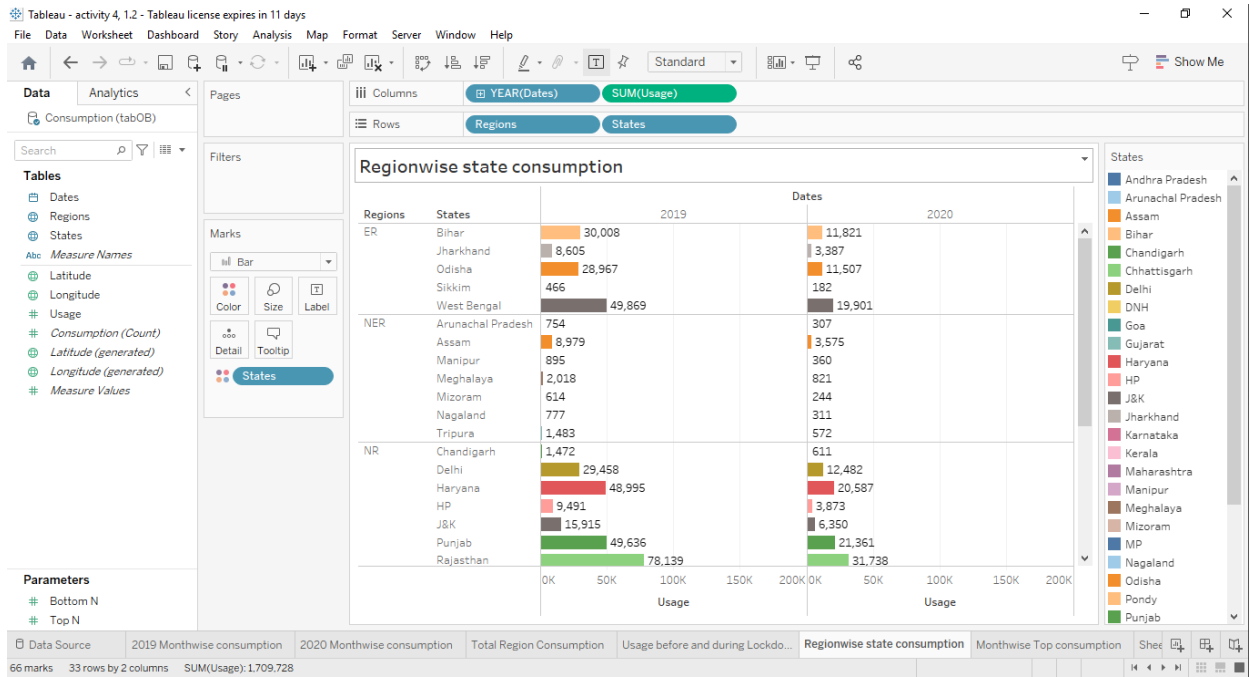 Tableau - activity 4, 1.2 - Tableau license expires in 11 days
File Data Worksheet Dashboard Story Analysis Map Format Server Window Help
Standard
Show Me
Data Analytics
Consumption (tabOB)
Search
Tables
Dates
Regions
States
Abc Measure Names
Latitude
Longitude
# Usage
# Consumption (Count)
Latitude (generated)
Longitude (generated)
# Measure Values
Parameters
# Bottom N
# Top N
Pages
Filters
Marks
Bar
Color Size Label
Detail Tooltip
States
Columns YEAR(Dates) SUM(Usage)
Rows Regions States
Regionwise state consumption
Dates
Regions States 2019 2020
ER Bihar 30,008 11,821
Jharkhand 8,605 3,387
Odisha 28,967 11,507
Sikkim 466 182
West Bengal 49,869 19,901
NER Arunachal Pradesh 754 307
Assam 8,979 3,575
Manipur 895 360
Meghalaya 2,018 821
Mizoram 614 244
Nagaland 777 311
Tripura 1,483 572
NR Chandigarh 1,472 611
Delhi 29,458 12,482
Haryana 48,995 20,587
HP 9,491 3,873
J&K 15,915 6,350
Punjab 49,636 21,361
Rajasthan 78,139 31,738
0K 50K 100K 150K 200K 0K 50K 100K 150K 200K
Usage Usage
States
Andhra Pradesh
Arunachal Pradesh
Assam
Bihar
Chandigarh
Chhattisgarh
Delhi
DNH
Goa
Gujarat
Haryana
HP
J&K
Jharkhand
Karnataka
Kerala
Maharashtra
Manipur
Meghalaya
Mizoram
MP
Nagaland
Odisha
Pondy
Punjab
Data Source 2019 Monthwise consumption 2020 Monthwise consumption Total Region Consumption Usage before and during Lockdo... Regionwise state consumption Monthwise Top consumption Shee
66 marks 33 rows by 2 columns SUM(Usage): 1,709,728